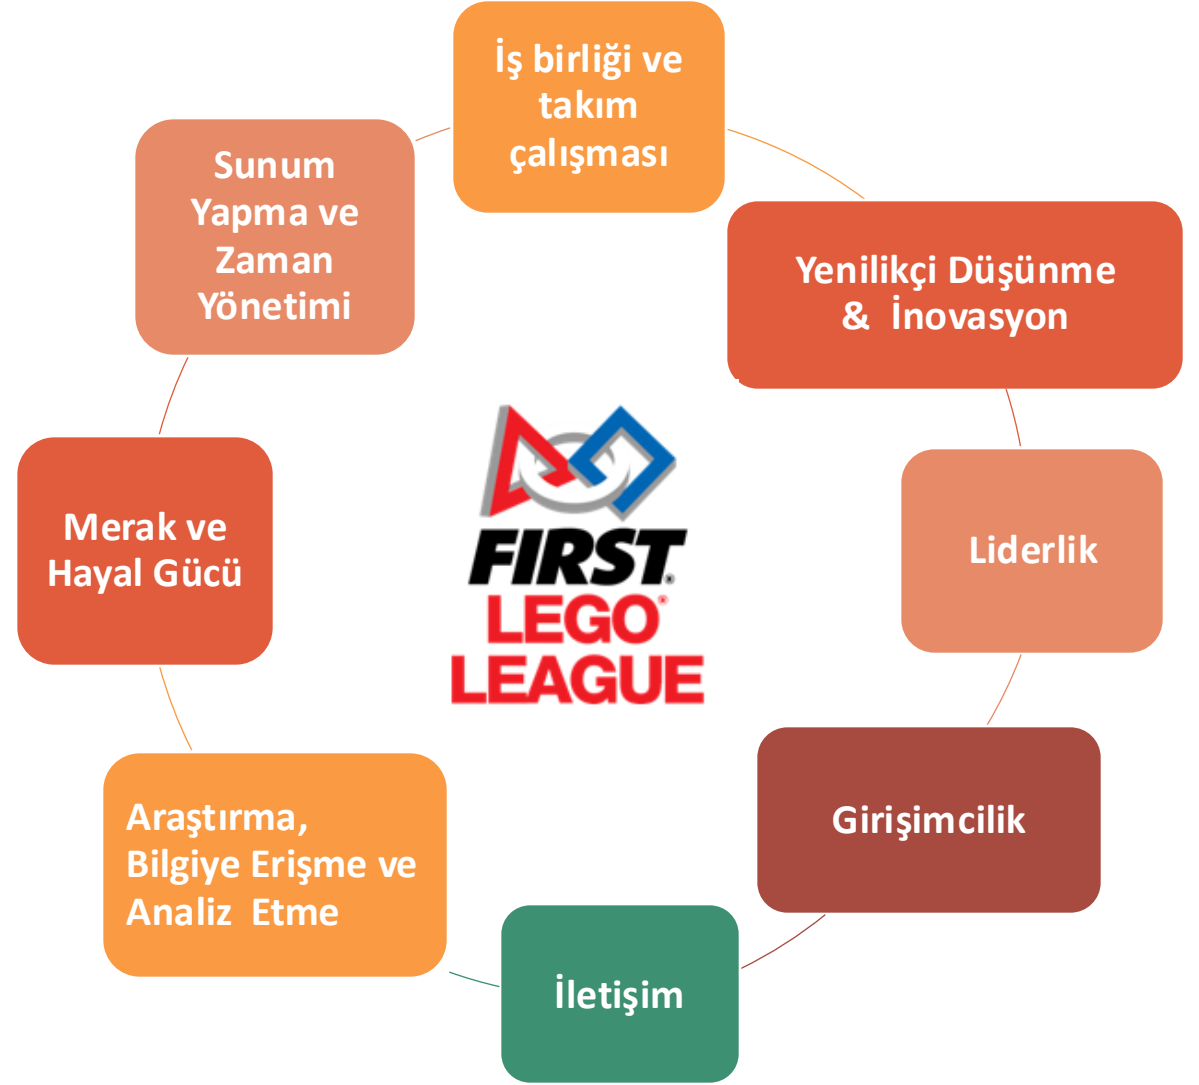 İş birliği ve
takım
çalışması
Yenilikçi Düşünme
& İnovasyon
Liderlik
Girişimcilik
İletişim
Araştırma,
Bilgiye Erişme ve
Analiz Etme
Merak ve
Hayal Gücü
Sunum
Yapma ve
Zaman
Yönetimi
FIRST®
LEGO®
LEAGUE